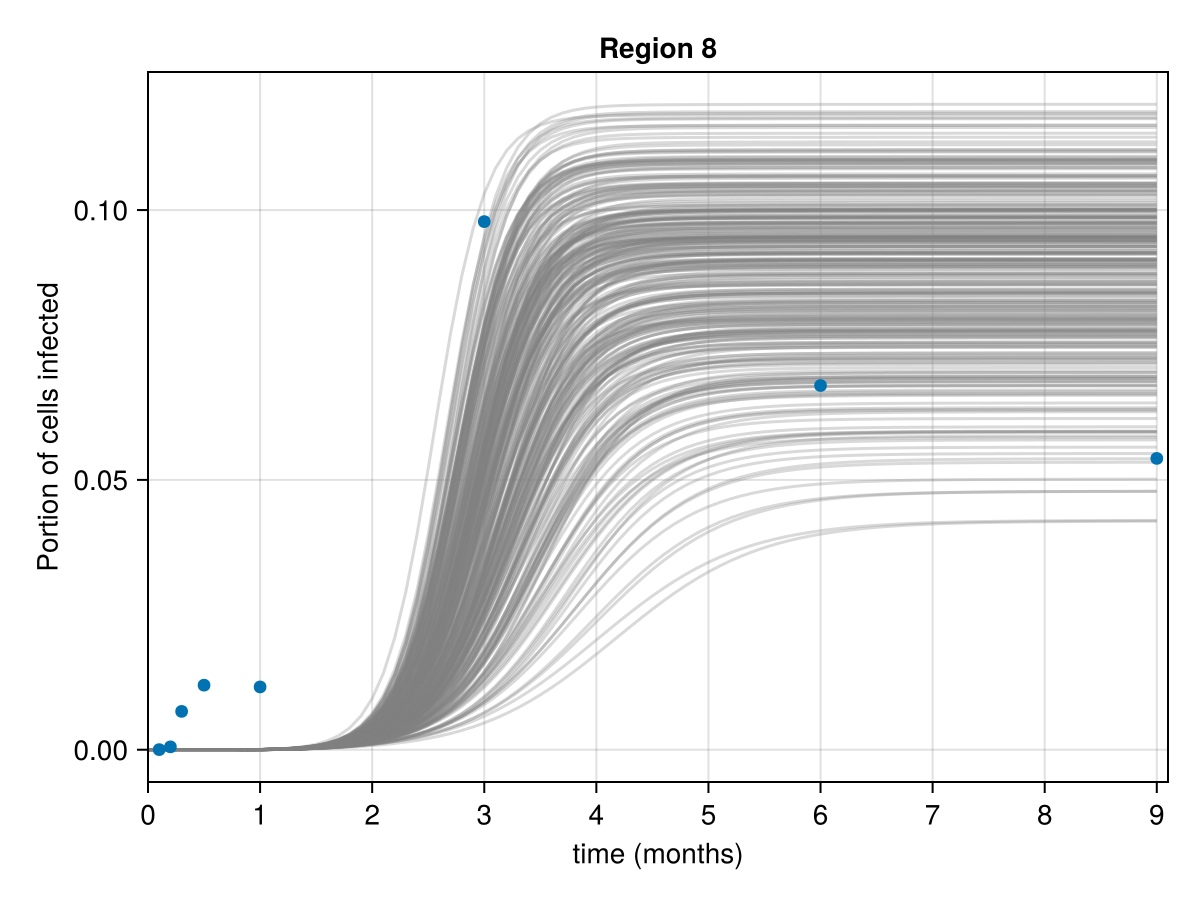 Region 8
Portion of cells infected
0.10
0.05
0.00
0 1 2 3 4 5 6 7 8 9
time (months)